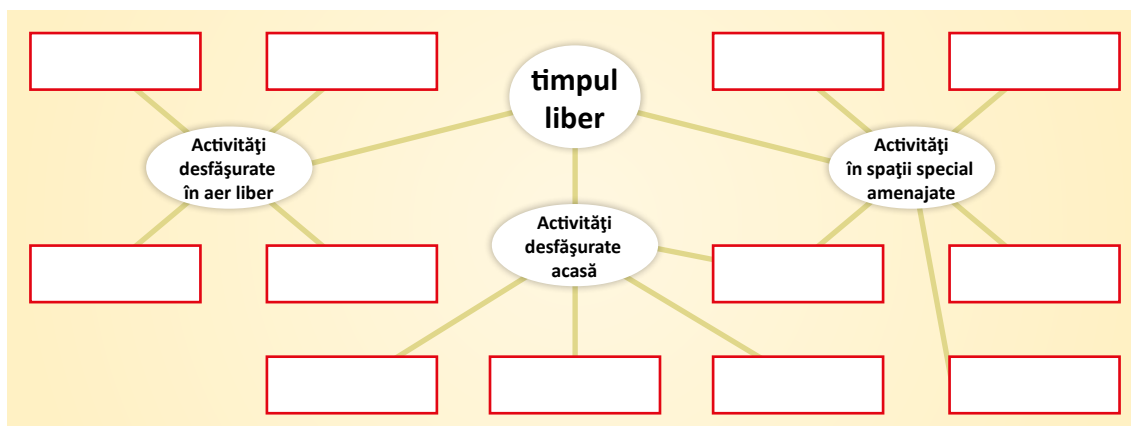 timpul
liber
Activităţi
desfăşurate
în aer liber
Activităţi
desfăşurate
acasă
Activităţi
în spaţii special
amenajate